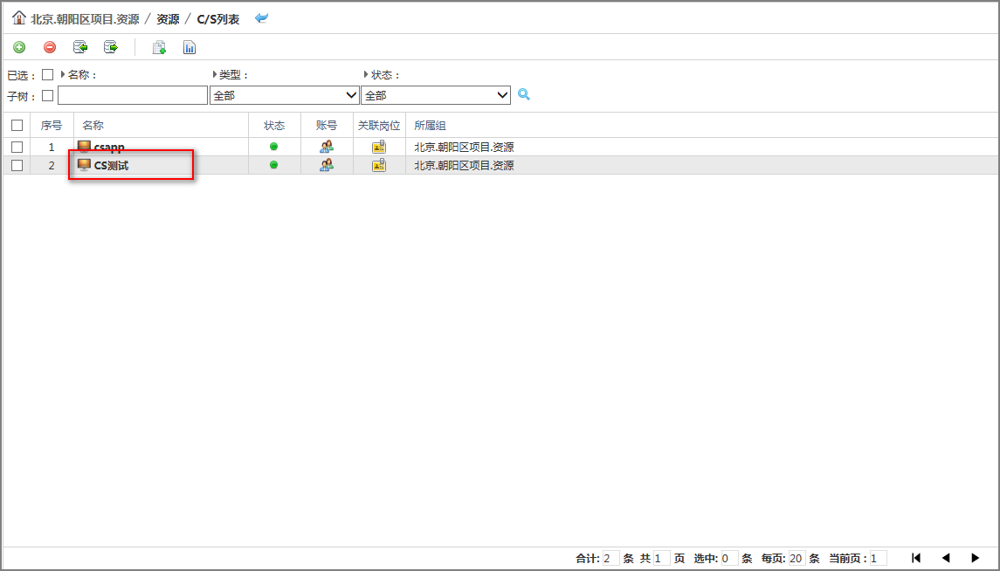 北京.朝阳区项目.资源 / 资源 / C/S列表
已选： 名称： 类型： 状态：
子树： 全部 全部
序号 名称 状态 账号 关联岗位 所属组
1 csapp 北京.朝阳区项目.资源
2 CS测试 北京.朝阳区项目.资源
合计: 2 条 共 1 页 选中: 0 条 每页: 20 条 当前页： 1